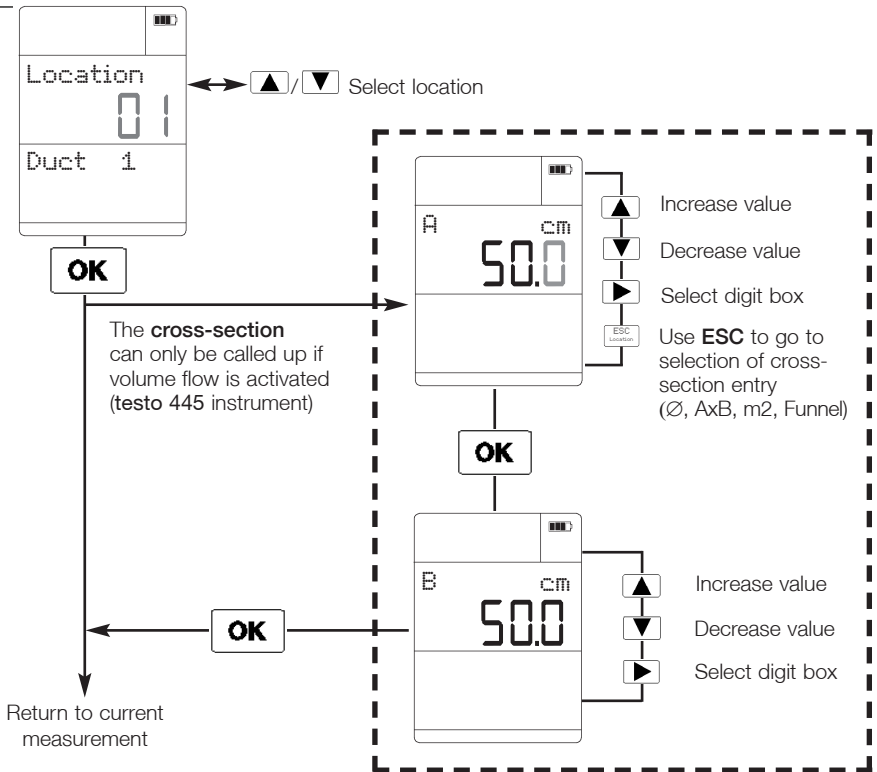 Location
01
Duct 1
▲/▼ Select location
OK
The cross-section
can only be called up if
volume flow is activated
(testo 445 instrument)
A cm
50.0
Increase value
Decrease value
Select digit box
ESC
Location
Use ESC to go to
selection of cross-
section entry
(Ø, AxB, m2, Funnel)
OK
B cm
50.0
Increase value
Decrease value
Select digit box
OK
Return to current
measurement